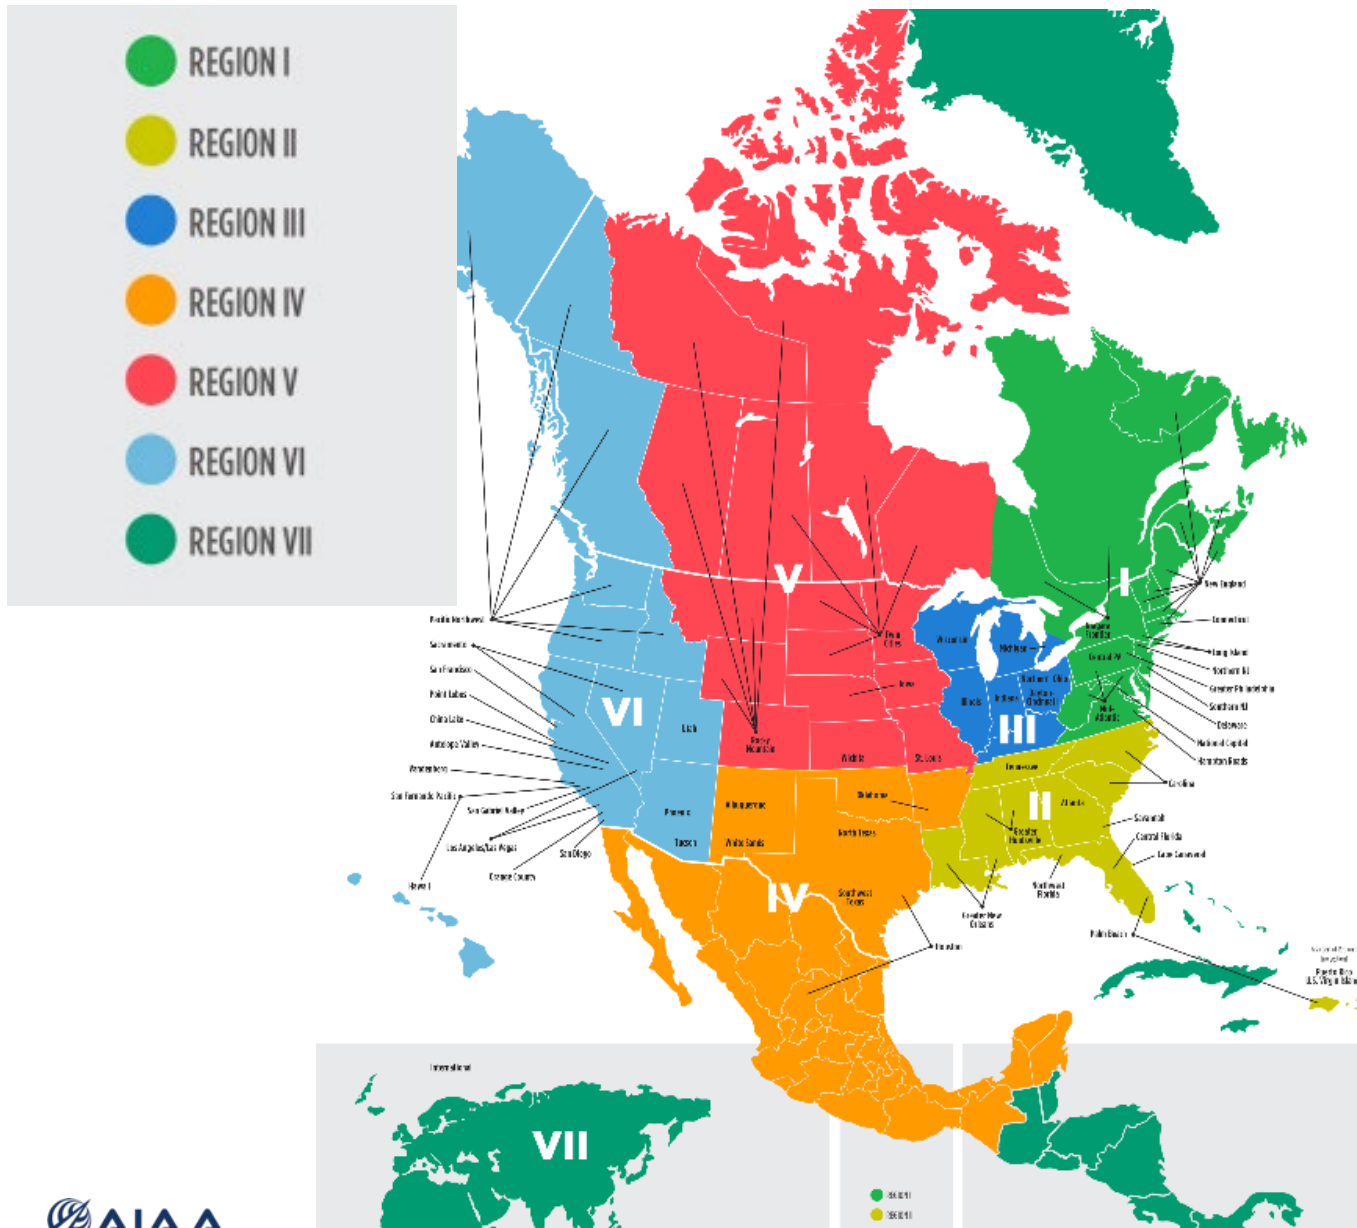 REGION I
REGION II
REGION III
REGION IV
REGION V
REGION VI
REGION VII
V
I
VI
III
II
IV
VII
Pacific Northwest
Sacramento
San Francisco
Point Lobos
China Lake
Antelope Valley
Vandenberg
San Fernando Pacific
San Gabriel Valley
Los Angeles/Las Vegas
San Diego
Orange County
Hawaii
Utah
Phoenix
Tucson
Rocky
Mountain
Twin
Cities
Iowa
Wichita
St. Louis
Albuquerque
White Sands
Oklahoma
North Texas
Southwest
Texas
Houston
Wisconsin
Michigan
Illinois
Indiana
Northern Ohio
Dayton-
Cincinnati
Tennessee
Atlanta
Greater
Huntsville
Greater New
Orleans
Northwest
Florida
Carolina
Savannah
Central Florida
Cape Canaveral
Palm Beach
Puerto Rico
U.S. Virgin Islan
Niagara
Frontier
Central PA
Mid-
Atlantic
New England
Connecticut
Long Island
Northern NJ
Greater Philadelphia
Southern NJ
Delaware
National Capital
Hampton Roads
International
REGION I
REGION II
AIAA